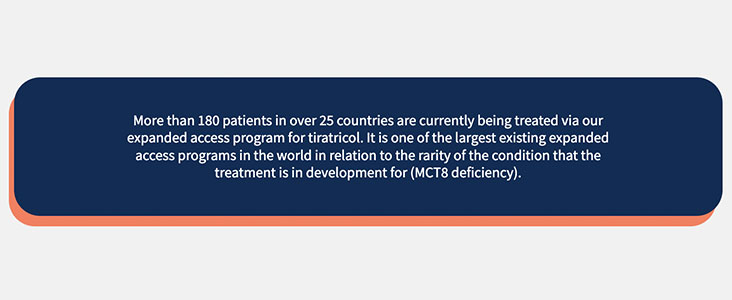 More than 180 patients in over 25 countries are currently being treated via our
expanded access program for tiratricol. It is one of the largest existing expanded
access programs in the world in relation to the rarity of the condition that the
treatment is in development for (MCT8 deficiency).